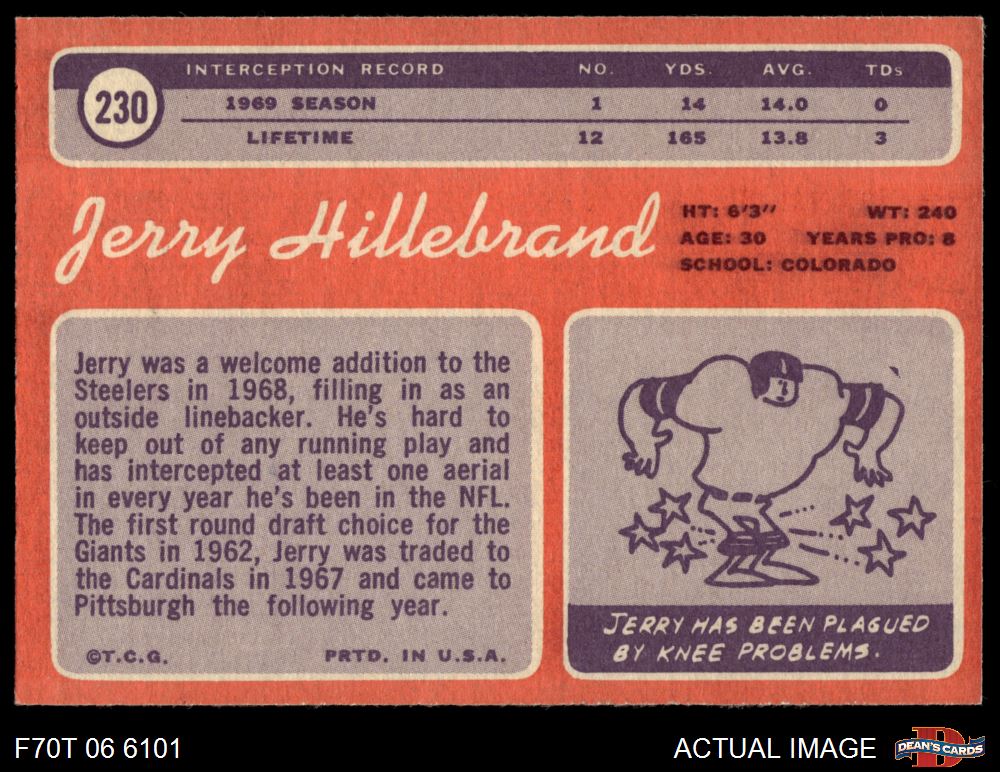 230
INTERCEPTION RECORD NO. YDS. AVG. TDs
1969 SEASON 1 14 14.0 0
LIFETIME 12 165 13.8 3
Jerry Hillebrand
HT: 6'3" WT: 240
AGE: 30 YEARS PRO: 8
SCHOOL: COLORADO
Jerry was a welcome addition to the
Steelers in 1968, filling in as an
outside linebacker. He's hard to
keep out of any running play and
has intercepted at least one aerial
in every year he's been in the NFL.
The first round draft choice for the
Giants in 1962, Jerry was traded to
the Cardinals in 1967 and came to
Pittsburgh the following year.
©T.C.G. PRTD. IN U.S.A.
JERRY HAS BEEN PLAGUED
BY KNEE PROBLEMS.
F70T 06 6101 ACTUAL IMAGE
D
DEAN'S CARDS